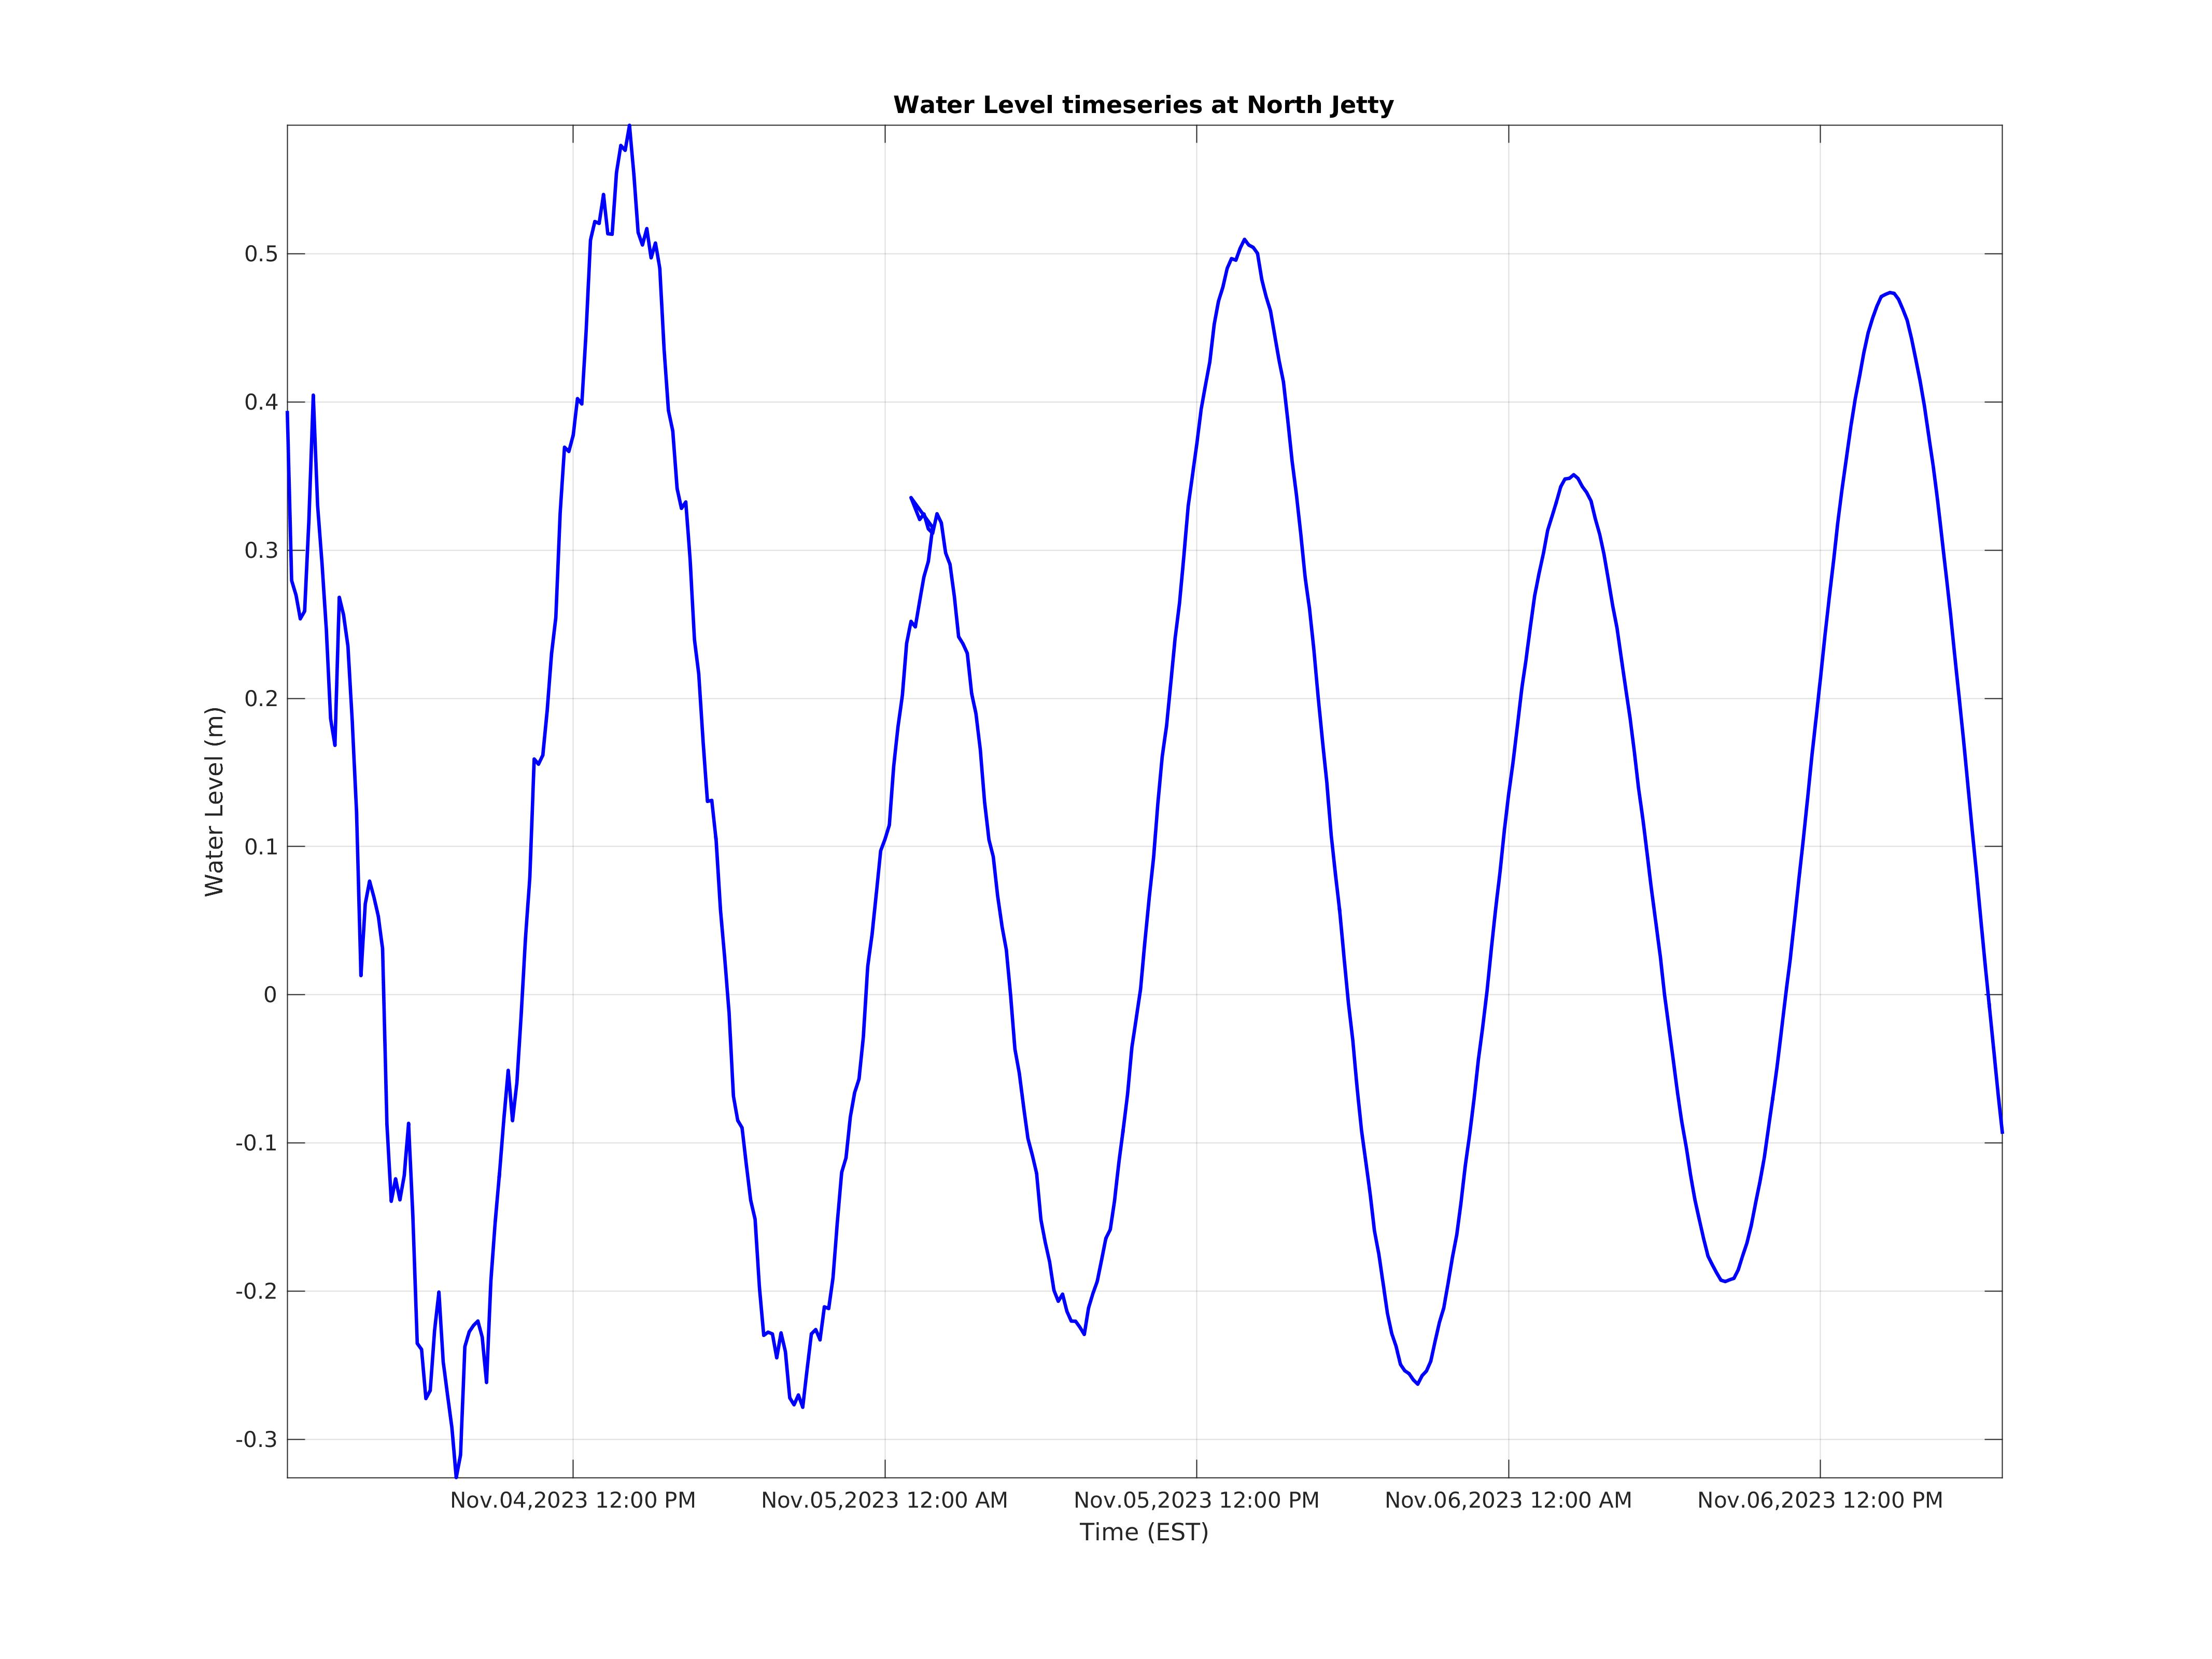 Water Level timeseries at North Jetty
0.5
0.4
0.3
0.2
0.1
0
-0.1
-0.2
-0.3
Water Level (m)
Nov.04,2023 12:00 PM
Nov.05,2023 12:00 AM
Nov.05,2023 12:00 PM
Nov.06,2023 12:00 AM
Nov.06,2023 12:00 PM
Time (EST)